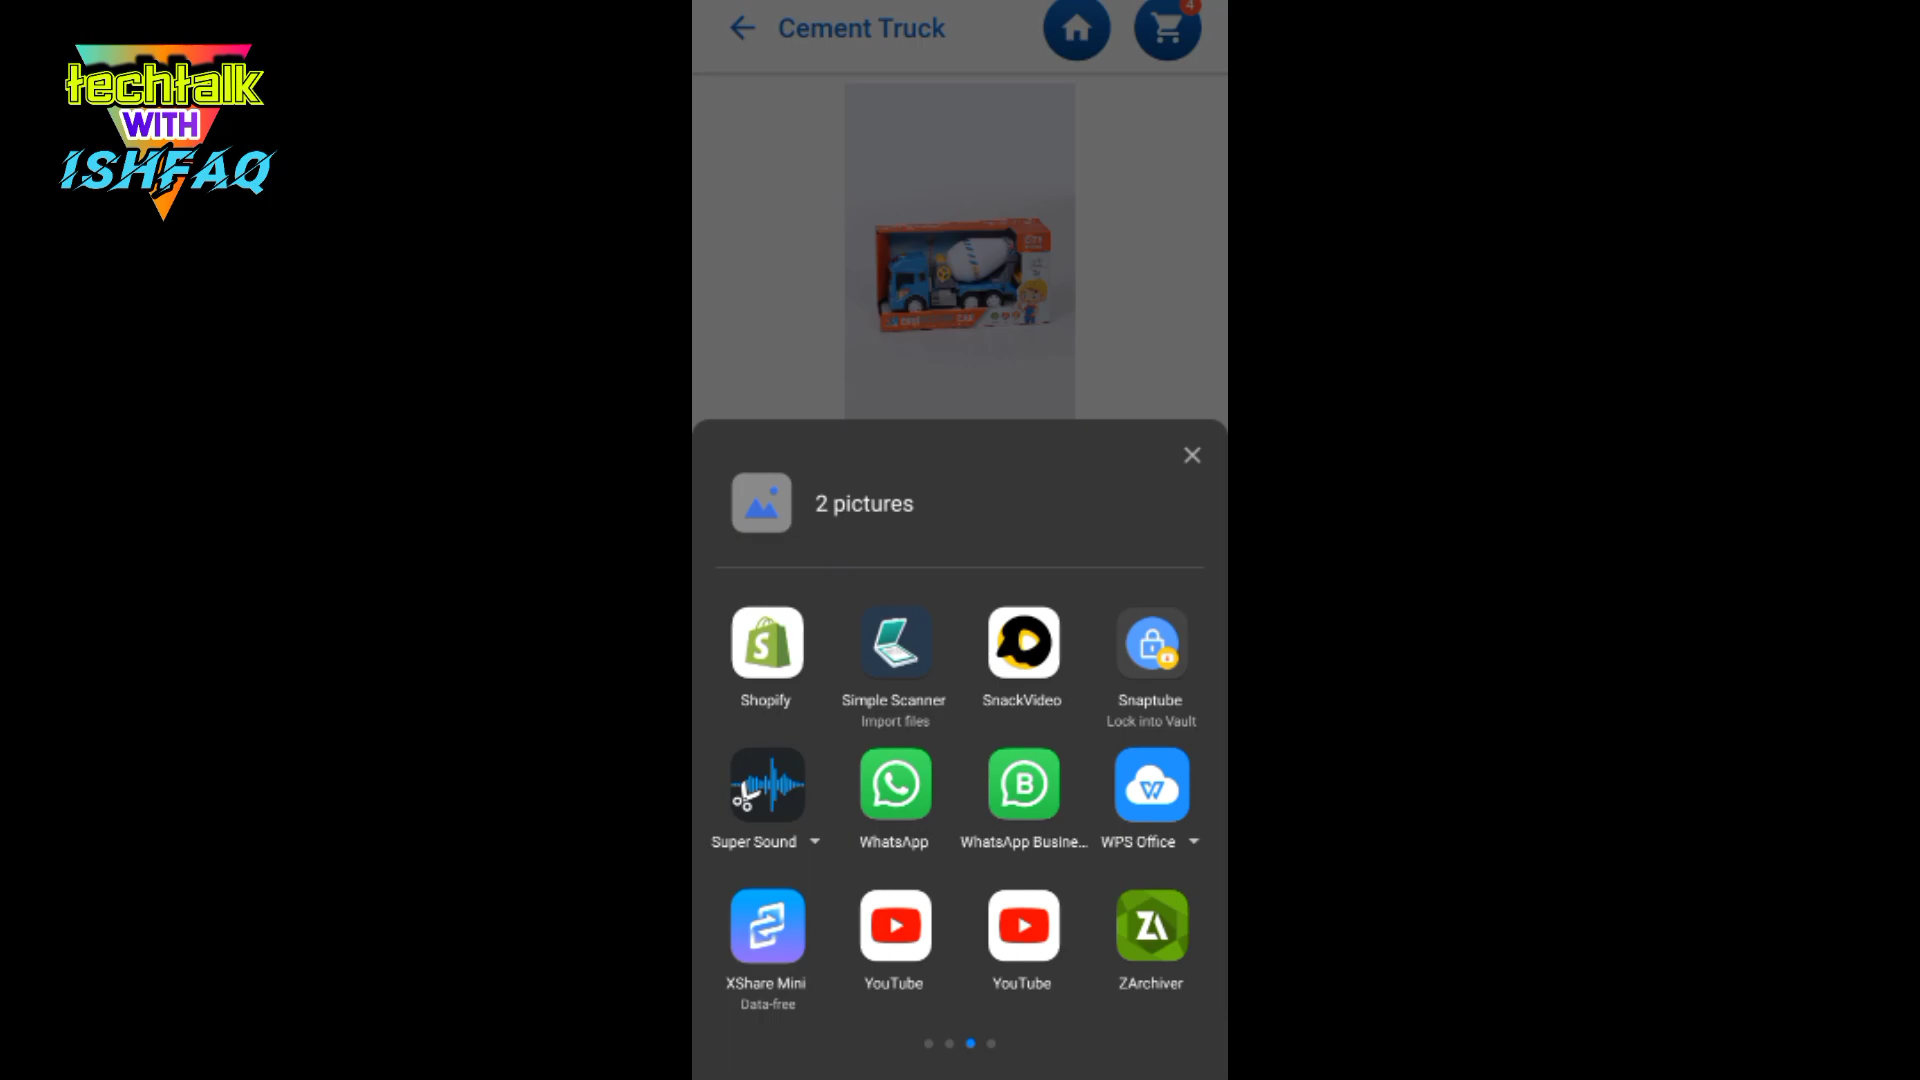 techtalk
WITH
ISHFAQ
Cement Truck
4
2 pictures
Shopify
Simple Scanner
Import files
SnackVideo
Snaptube
Lock into Vault
Super Sound
WhatsApp
B
WhatsApp Busine...
WPS Office
XShare Mini
Data-free
YouTube
YouTube
ZA
ZArchiver